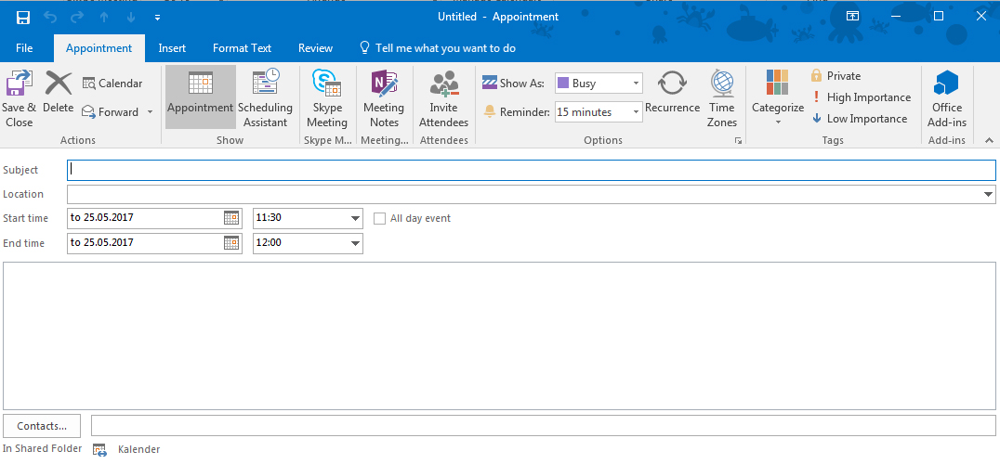 Untitled - Appointment
File Appointment Insert Format Text Review Tell me what you want to do
Save & Close Delete Calendar Forward
Appointment Scheduling Assistant
Skype Meeting
Meeting Notes
Invite Attendees
Show As: Busy
Reminder: 15 minutes
Recurrence Time Zones
Categorize
Private
High Importance
Low Importance
Office Add-ins
Actions Show Skype M... Meeting... Attendees Options Tags Add-ins
Subject
Location
Start time to 25.05.2017 11:30 All day event
End time to 25.05.2017 12:00
Contacts...
In Shared Folder Kalender